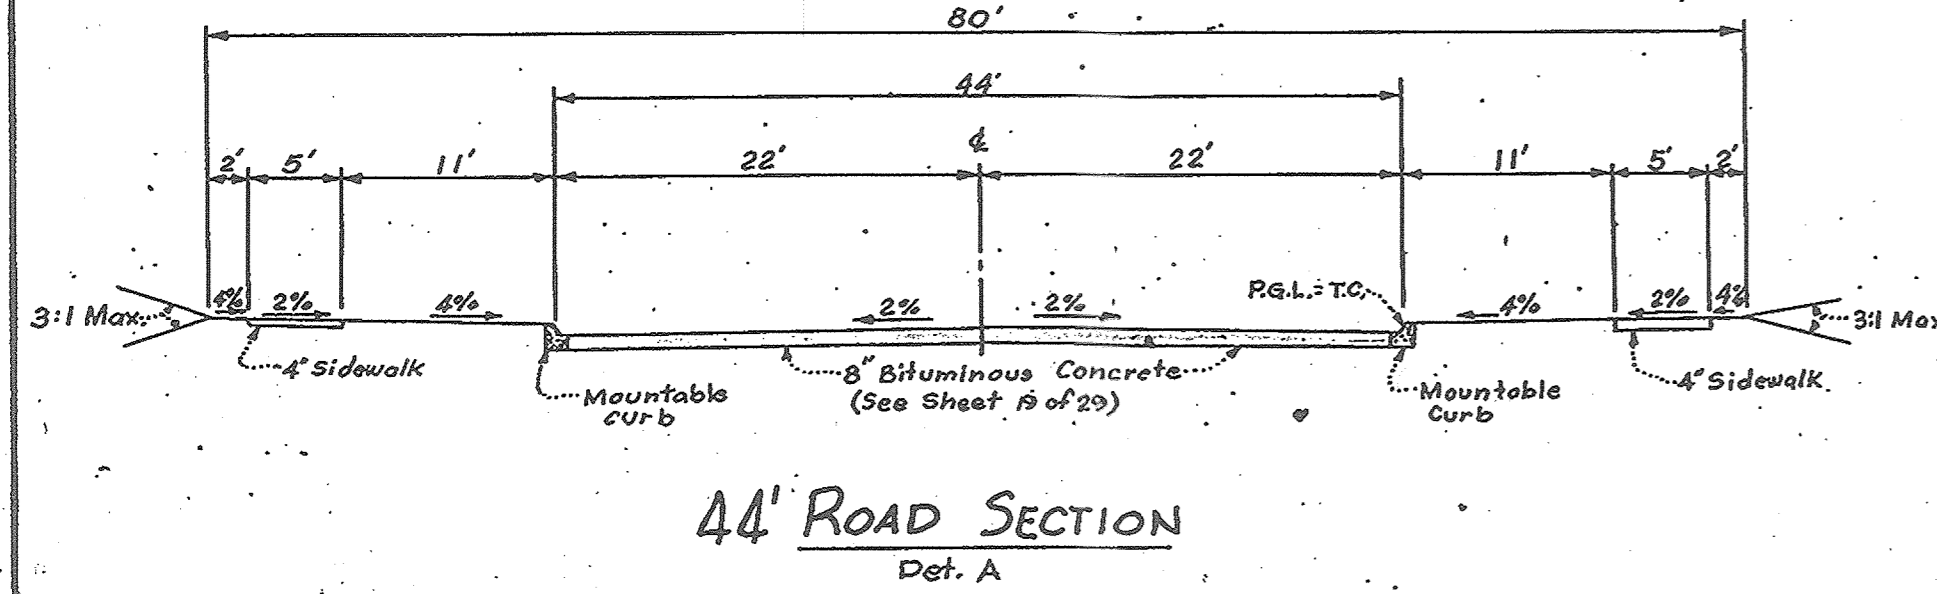 80'
44'
℄
2' 5' 11' 22' 22' 11' 5' 2'
P.G.L.=T.C.
4% 2% 4% 2% 2% 4% 2% 4%
3:1 Max. 3:1 Max
4" Sidewalk 8" Bituminous Concrete 4" Sidewalk.
Mountable (See Sheet 19 of 29) Mountable
Curb Curb
44' ROAD SECTION
Det. A